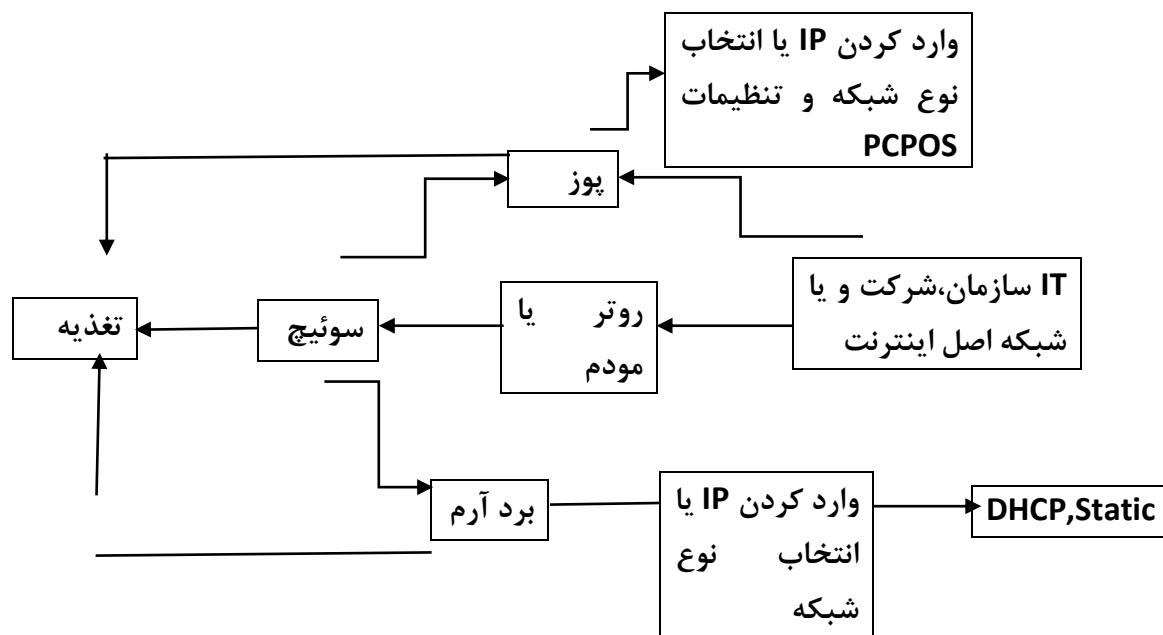 وارد کردن IP یا انتخاب
نوع شبکه و تنظیمات
PCPOS
پوز
IT سازمان،شرکت و یا
شبکه اصل اینترنت
روتر یا
مودم
سوئیچ
تغذیه
برد آرم
وارد کردن IP یا
انتخاب نوع
شبکه
DHCP,Static